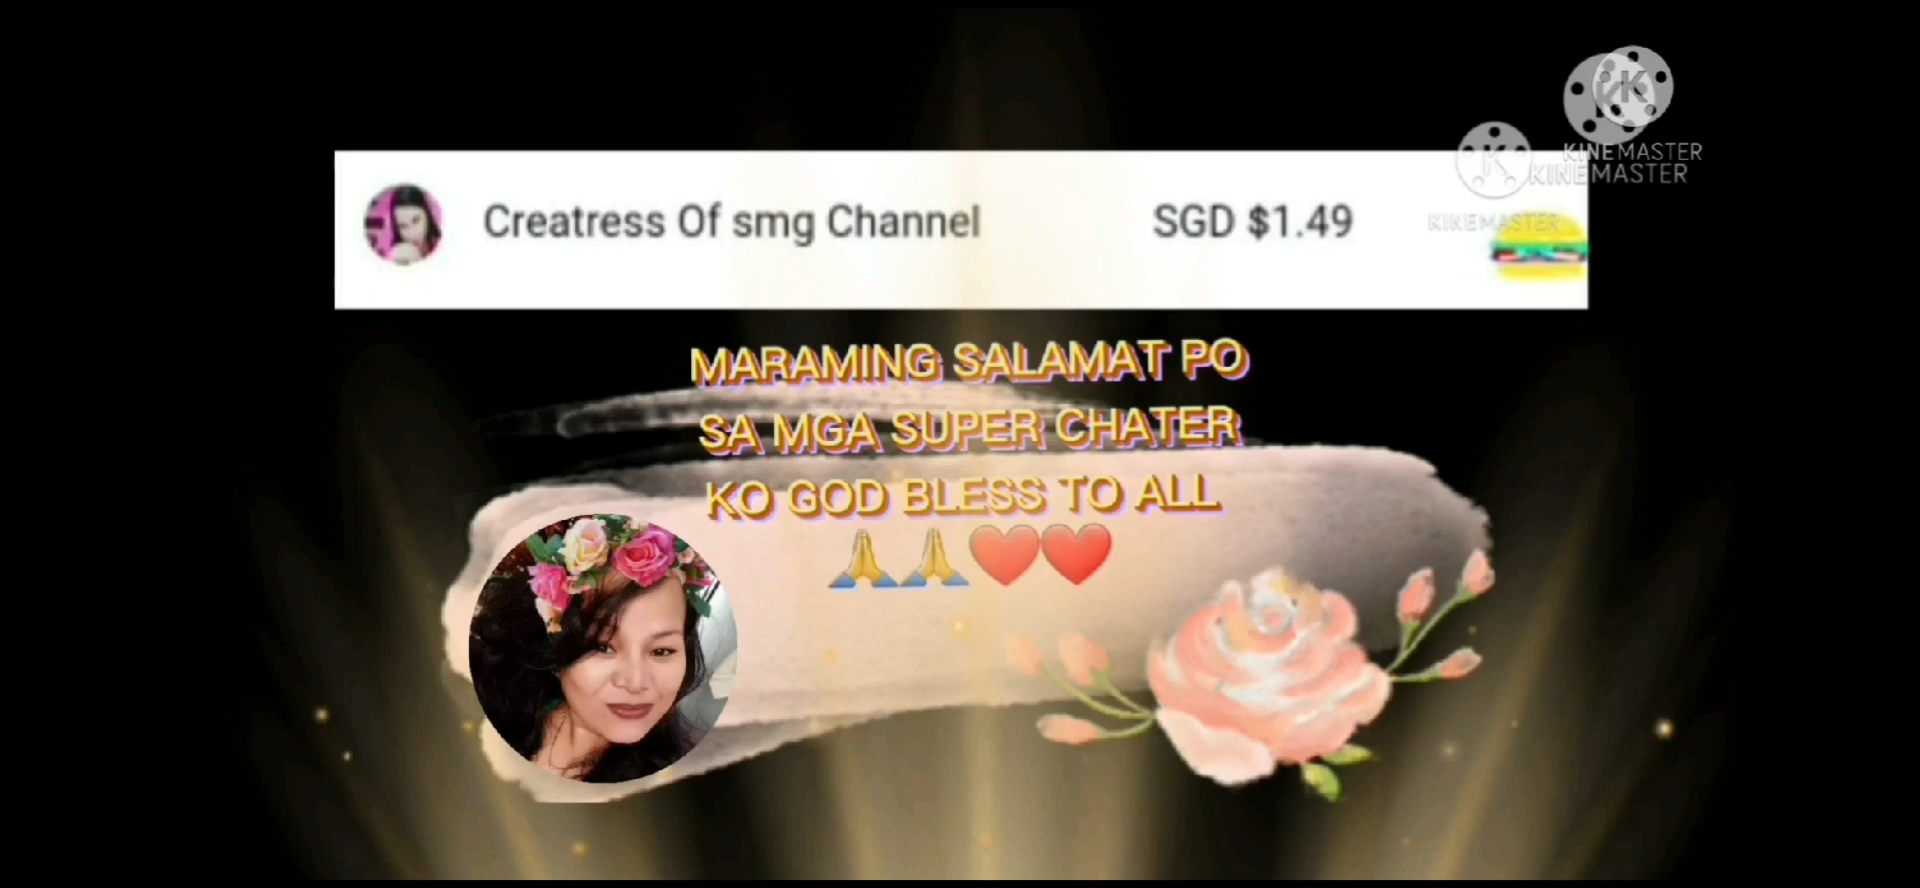 KINEMASTER
KINEMASTER
Creatress Of smg Channel SGD $1.49
KINEMASTER
MARAMING SALAMAT PO
SA MGA SUPER CHATER
KO GOD BLESS TO ALL
🙏🙏❤️❤️